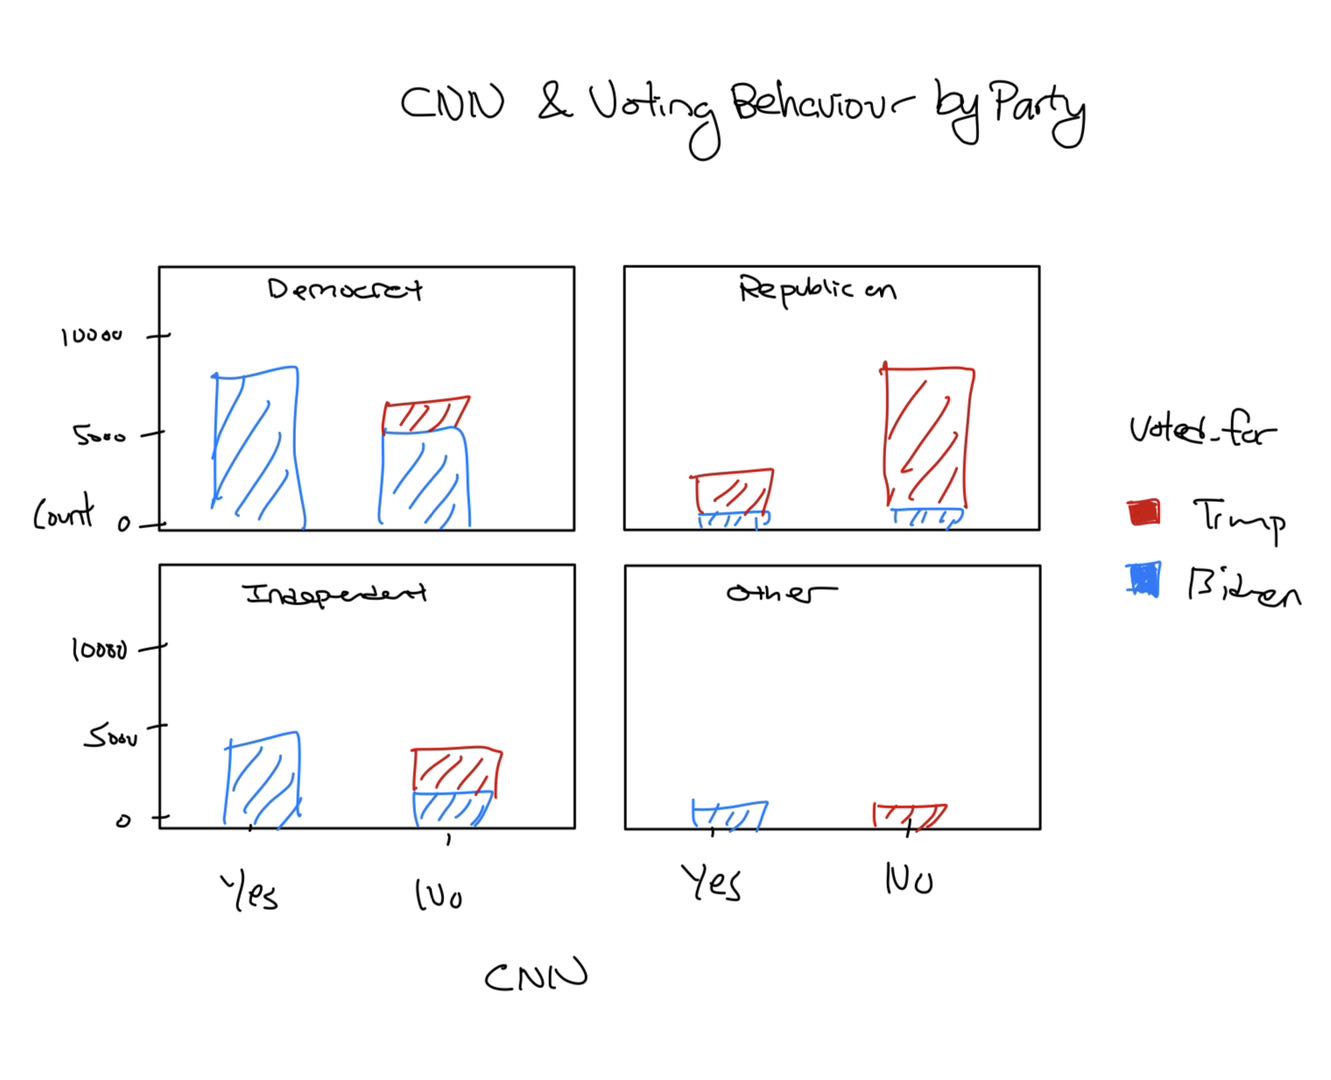 CNN & Voting Behaviour by Party
Democrat
Republican
10000
5000
Count 0
Voted for
Trump
Biden
Independent
Other
10000
5000
0
Yes No Yes No
CNN